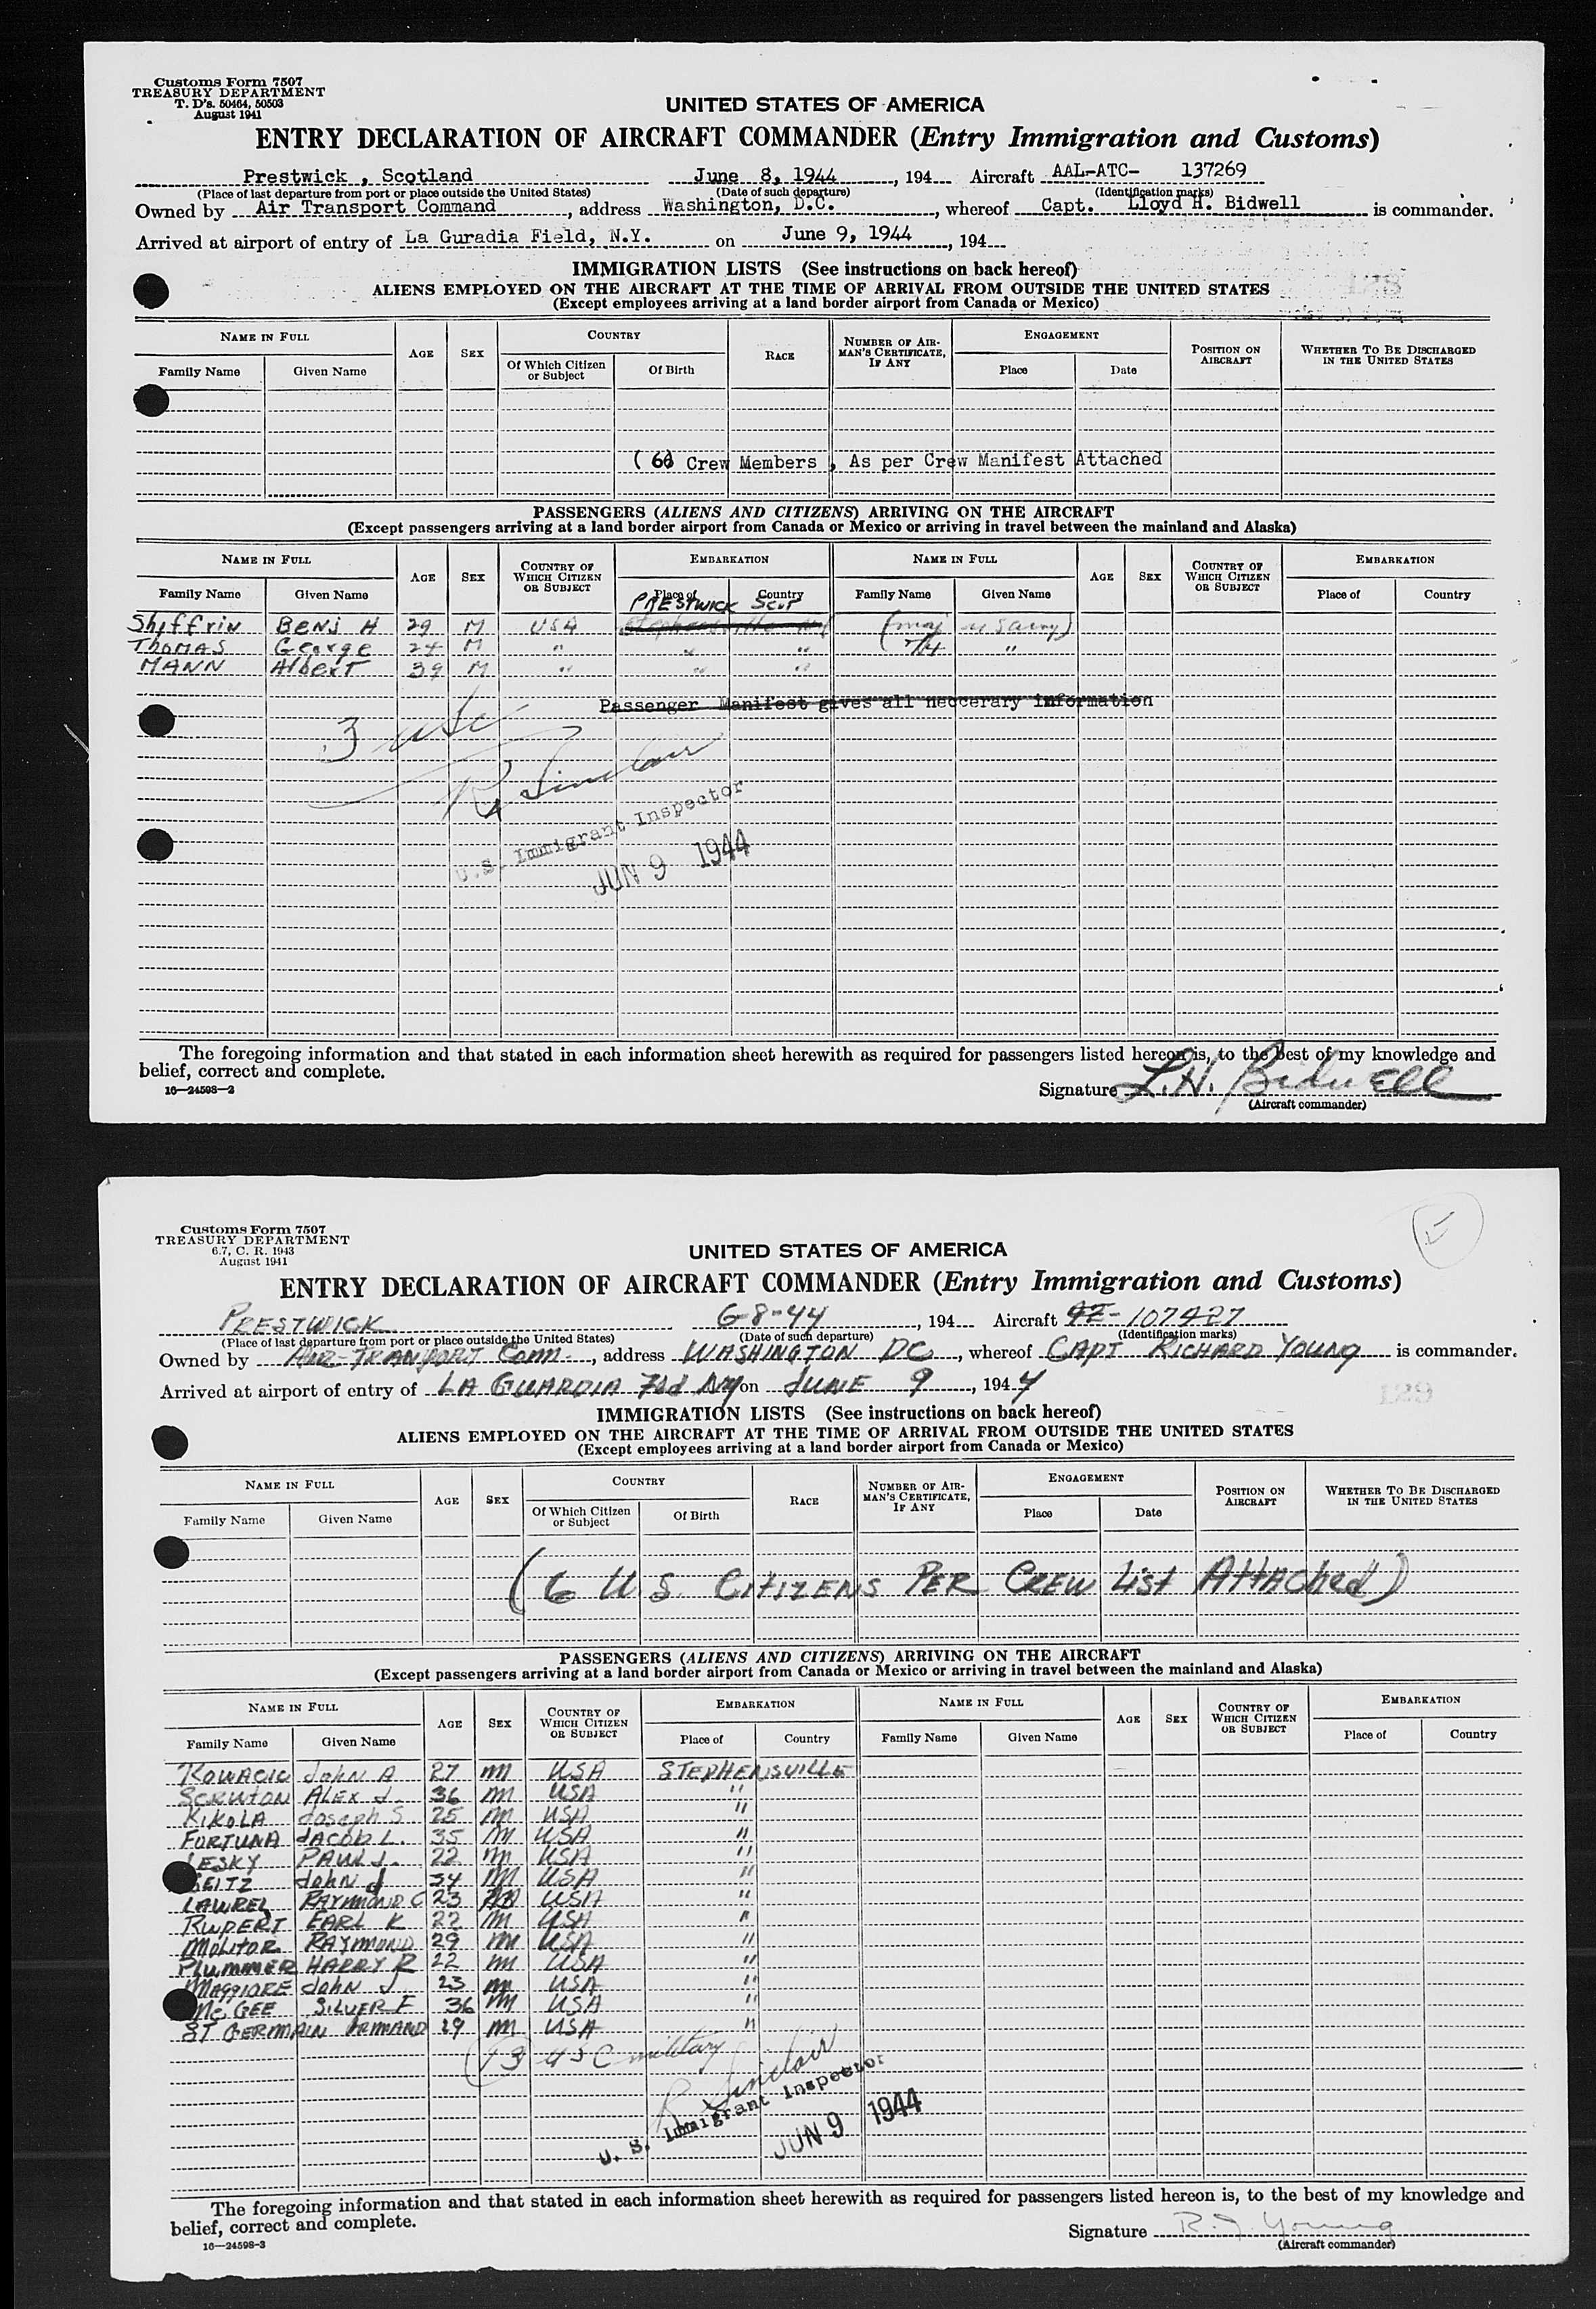 Customs Form 7507
TREASURY DEPARTMENT
T. D's. 50464, 50503
August 1941
UNITED STATES OF AMERICA
ENTRY DECLARATION OF AIRCRAFT COMMANDER (Entry Immigration and Customs)
Prestwick , Scotland June 8, 1944, 194 Aircraft AAL-ATC- 137269
(Place of last departure from port or place outside the United States) (Date of such departure) (Identification marks)
Owned by Air Transport Command, address Washington, D.C., whereof Capt. Lloyd H. Bidwell is commander.
Arrived at airport of entry of La Guradia Field, N.Y. on June 9, 1944, 194
IMMIGRATION LISTS (See instructions on back hereof)
128
ALIENS EMPLOYED ON THE AIRCRAFT AT THE TIME OF ARRIVAL FROM OUTSIDE THE UNITED STATES
(Except employees arriving at a land border airport from Canada or Mexico)
NAME IN FULL AGE SEX COUNTRY RACE NUMBER OF AIR-MAN'S CERTIFICATE, IF ANY ENGAGEMENT POSITION ON AIRCRAFT WHETHER TO BE DISCHARGED IN THE UNITED STATES
Family Name Given Name Of Which Citizen or Subject Of Birth Place Date
(6) Crew Members , As per Crew Manifest Attached
PASSENGERS (ALIENS AND CITIZENS) ARRIVING ON THE AIRCRAFT
(Except passengers arriving at a land border airport from Canada or Mexico or arriving in travel between the mainland and Alaska)
NAME IN FULL AGE SEX COUNTRY OF WHICH CITIZEN OR SUBJECT EMBARKATION NAME IN FULL AGE SEX COUNTRY OF WHICH CITIZEN OR SUBJECT EMBARKATION
Family Name Given Name Place of Country Family Name Given Name Place of Country
PRESTWICK SCOT
Shiffrin BENJ H 29 M USA Stephensville (maj US army)
THOMAS George 24 M " " " "
MANN Albert 39 M " " "
Passenger Manifest gives all neccerary information
3 usc
R Sinclair
U.S. Immigrant Inspector
JUN 9 1944
The foregoing information and that stated in each information sheet herewith as required for passengers listed hereon is, to the best of my knowledge and
belief, correct and complete.
16—24598—2
Signature L.H. Bidwell
(Aircraft commander)
Customs Form 7507
TREASURY DEPARTMENT
6.7, C. R. 1943
August 1941
UNITED STATES OF AMERICA
ENTRY DECLARATION OF AIRCRAFT COMMANDER (Entry Immigration and Customs)
PRESTWICK 6-8-44, 194 Aircraft 107427
(Place of last departure from port or place outside the United States) (Date of such departure) (Identification marks)
Owned by AIR-TRANPORT Comm., address WASHINGTON DC, whereof CAPT RICHARD YOUNG is commander.
Arrived at airport of entry of LA GUARDIA Fld NY on JUNE 9, 1944
129
IMMIGRATION LISTS (See instructions on back hereof)
ALIENS EMPLOYED ON THE AIRCRAFT AT THE TIME OF ARRIVAL FROM OUTSIDE THE UNITED STATES
(Except employees arriving at a land border airport from Canada or Mexico)
NAME IN FULL AGE SEX COUNTRY RACE NUMBER OF AIR-MAN'S CERTIFICATE, IF ANY ENGAGEMENT POSITION ON AIRCRAFT WHETHER TO BE DISCHARGED IN THE UNITED STATES
Family Name Given Name Of Which Citizen or Subject Of Birth Place Date
(6 U.S. CITIZENS PER CREW List Attached)
PASSENGERS (ALIENS AND CITIZENS) ARRIVING ON THE AIRCRAFT
(Except passengers arriving at a land border airport from Canada or Mexico or arriving in travel between the mainland and Alaska)
NAME IN FULL AGE SEX COUNTRY OF WHICH CITIZEN OR SUBJECT EMBARKATION NAME IN FULL AGE SEX COUNTRY OF WHICH CITIZEN OR SUBJECT EMBARKATION
Family Name Given Name Place of Country Family Name Given Name Place of Country
KOWACIC John A 27 m USA STEPHENSVILLE
SCRUTON ALEX J. 36 m USA "
KIKOLA Joseph S 25 m USA "
FORTUNA JACOB L. 35 m USA "
LESKY PAUL J. 22 m USA "
SEITZ John J 34 m USA "
LAWREL RAYMOND C 23 m USA "
RUPERT EARL K 22 m USA "
MOLITOR RAYMOND 29 m USA "
PLUMMER HARRY R 22 m USA "
MAGGIORE John J 23 m USA "
McGEE SILVER F 36 m USA "
ST GERMAIN ARMAND 29 m USA "
(13) USC military
R Sinclair
U. S. Immigrant Inspector
JUN 9 1944
The foregoing information and that stated in each information sheet herewith as required for passengers listed hereon is, to the best of my knowledge and
belief, correct and complete.
16—24598-3
Signature R.J. Young
(Aircraft commander)